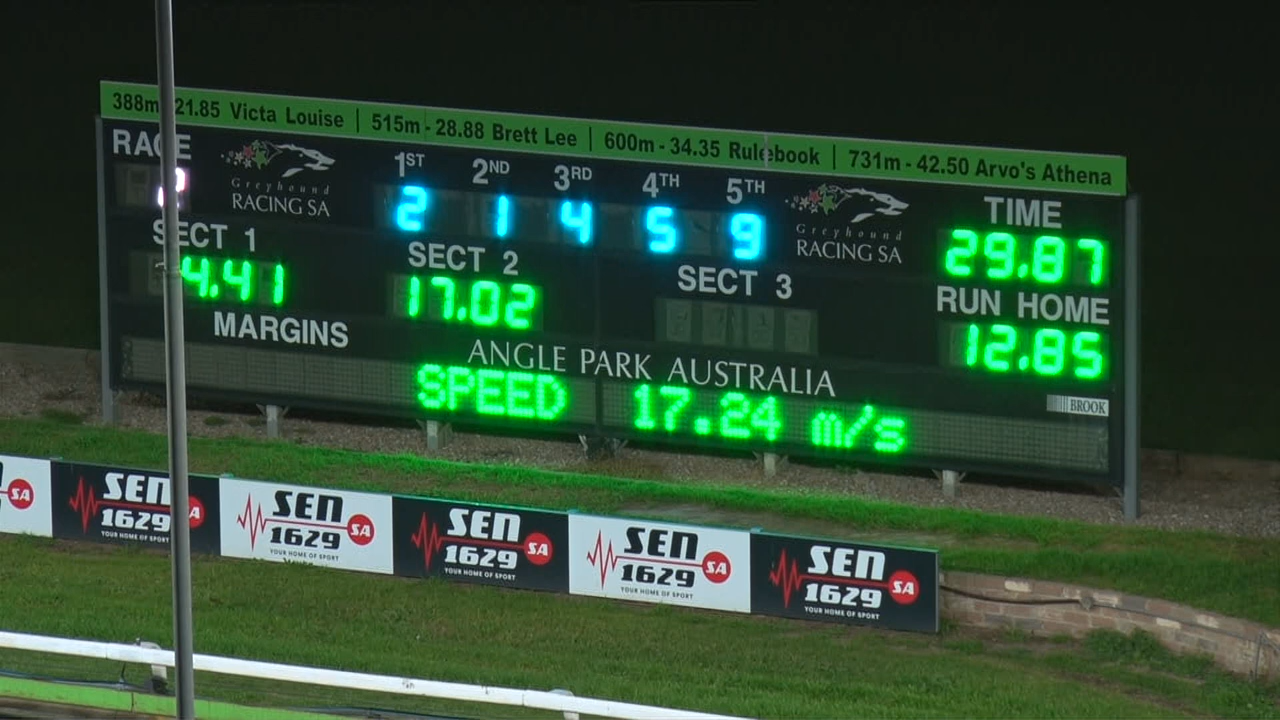 388m 21.85 Victa Louise | 515m - 28.88 Brett Lee | 600m - 34.35 Rulebook | 731m - 42.50 Arvo's Athena
RACE
Greyhound
RACING SA
1ST 2ND 3RD 4TH 5TH
2 1 4 5 9
Greyhound
RACING SA
TIME
29.87
SECT 1
4.41
SECT 2
17.02
SECT 3
RUN HOME
12.85
MARGINS
ANGLE PARK AUSTRALIA
SPEED 17.24 m/s
BROOK
SA
SEN
1629
YOUR HOME OF SPORT
SEN
1629 SA
YOUR HOME OF SPORT
SEN
1629 SA
YOUR HOME OF SPORT
SEN
1629 SA
YOUR HOME OF SPORT
SEN
1629 SA
YOUR HOME OF SPORT